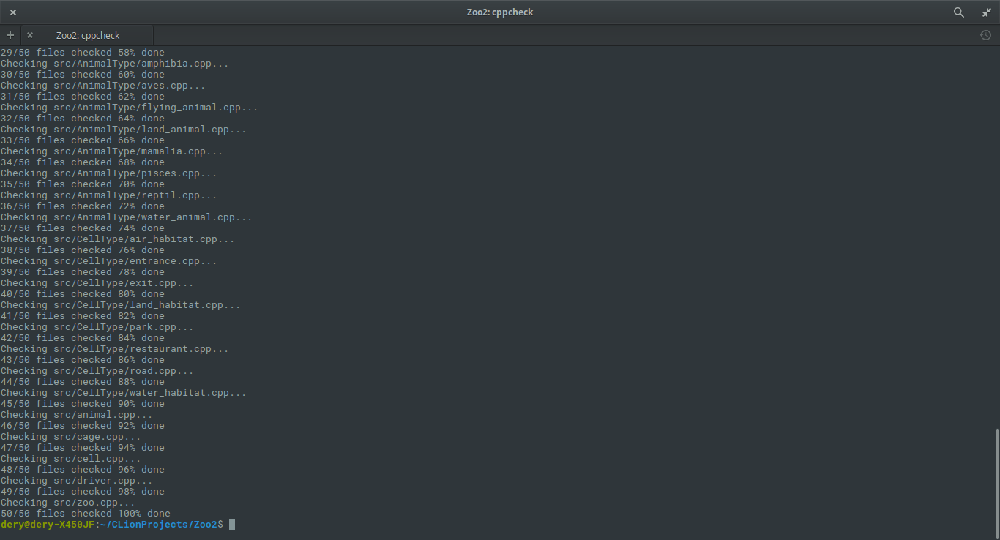 Zoo2: cppcheck
Zoo2: cppcheck
29/50 files checked 58% done
Checking src/AnimalType/amphibia.cpp...
30/50 files checked 60% done
Checking src/AnimalType/aves.cpp...
31/50 files checked 62% done
Checking src/AnimalType/flying_animal.cpp...
32/50 files checked 64% done
Checking src/AnimalType/land_animal.cpp...
33/50 files checked 66% done
Checking src/AnimalType/mamalia.cpp...
34/50 files checked 68% done
Checking src/AnimalType/pisces.cpp...
35/50 files checked 70% done
Checking src/AnimalType/reptil.cpp...
36/50 files checked 72% done
Checking src/AnimalType/water_animal.cpp...
37/50 files checked 74% done
Checking src/CellType/air_habitat.cpp...
38/50 files checked 76% done
Checking src/CellType/entrance.cpp...
39/50 files checked 78% done
Checking src/CellType/exit.cpp...
40/50 files checked 80% done
Checking src/CellType/land_habitat.cpp...
41/50 files checked 82% done
Checking src/CellType/park.cpp...
42/50 files checked 84% done
Checking src/CellType/restaurant.cpp...
43/50 files checked 86% done
Checking src/CellType/road.cpp...
44/50 files checked 88% done
Checking src/CellType/water_habitat.cpp...
45/50 files checked 90% done
Checking src/animal.cpp...
46/50 files checked 92% done
Checking src/cage.cpp...
47/50 files checked 94% done
Checking src/cell.cpp...
48/50 files checked 96% done
Checking src/driver.cpp...
49/50 files checked 98% done
Checking src/zoo.cpp...
50/50 files checked 100% done
dery@dery-X450JF:~/CLionProjects/Zoo2$